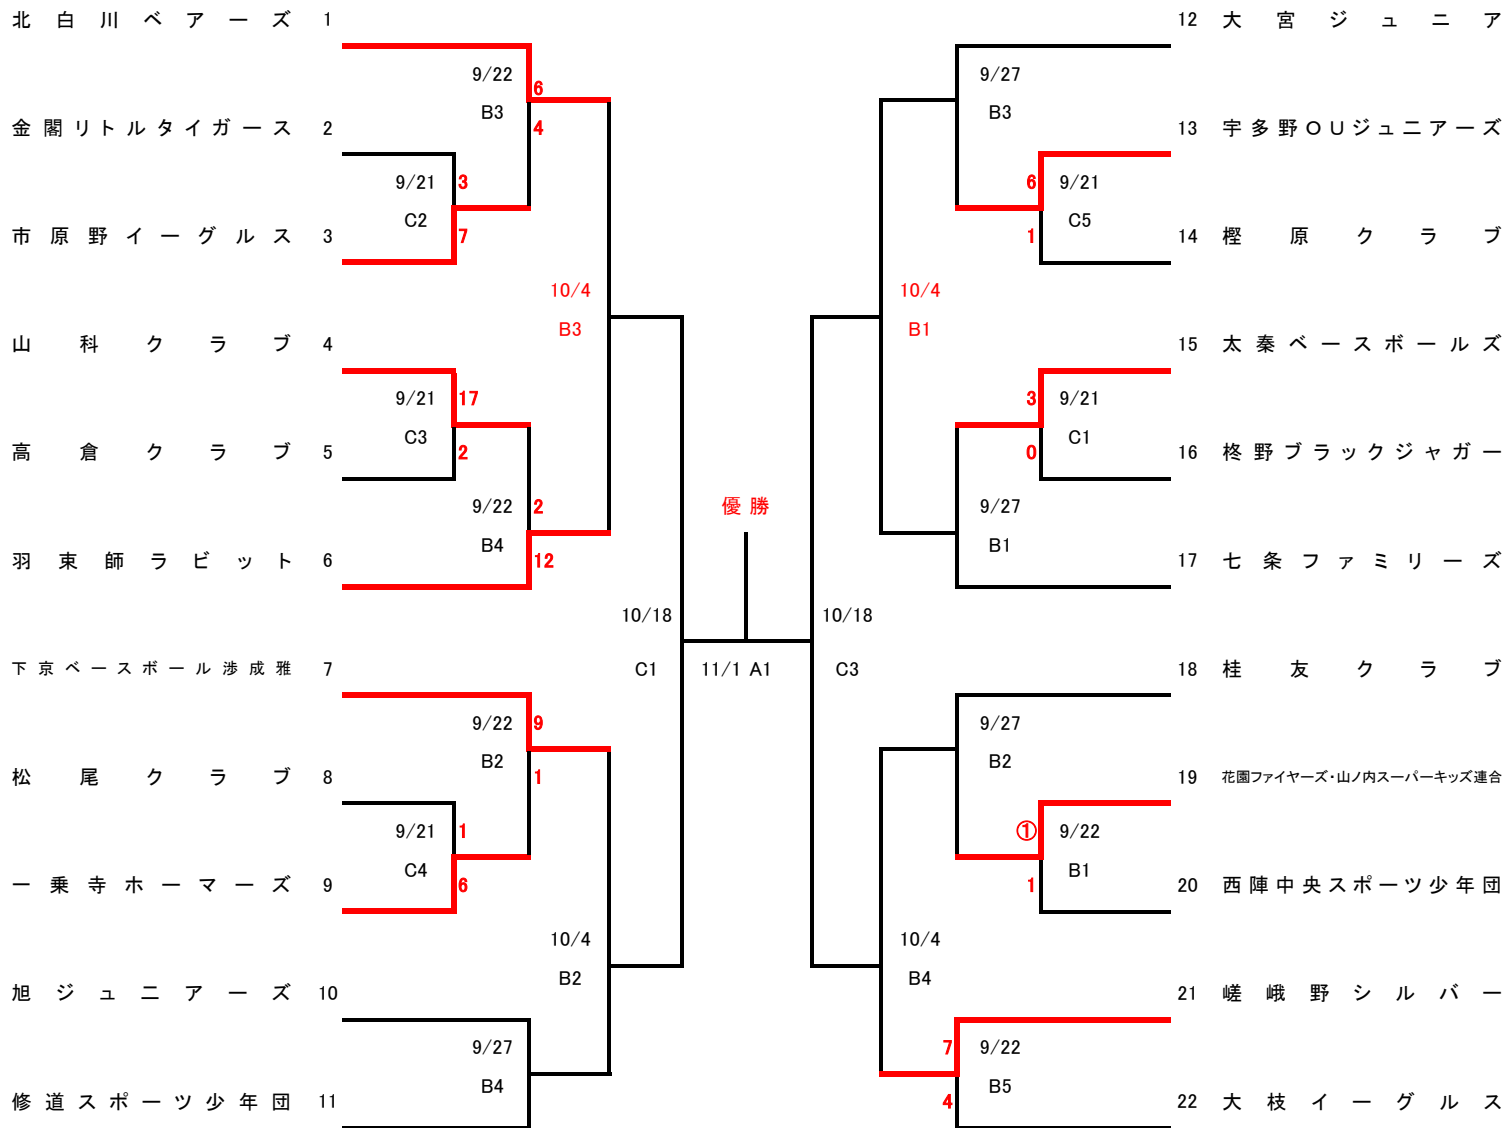 北白川ベアーズ 1
9/22
6
B3
4
金閣リトルタイガース 2
9/21
3
C2
7
市原野イーグルス 3
10/4
B3
山科クラブ 4
9/21
17
C3
2
高倉クラブ 5
9/22
2
B4
12
羽束師ラビット 6
10/18
C1
下京ベースボール渉成雅 7
9/22
9
B2
1
松尾クラブ 8
9/21
1
C4
6
一乗寺ホーマーズ 9
10/4
B2
旭ジュニアーズ 10
9/27
B4
修道スポーツ少年団 11
優勝
11/1 A1
12 大宮ジュニア
9/27
B3
13 宇多野OUジュニアーズ
6
9/21
C5
1
14 樫原クラブ
10/4
B1
15 太秦ベースボールズ
3
9/21
C1
0
16 柊野ブラックジャガー
9/27
B1
17 七条ファミリーズ
10/18
C3
18 桂友クラブ
9/27
B2
19 花園ファイヤーズ・山ノ内スーパーキッズ連合
①
9/22
B1
1
20 西陣中央スポーツ少年団
10/4
B4
21 嵯峨野シルバー
7
9/22
B5
4
22 大枝イーグルス